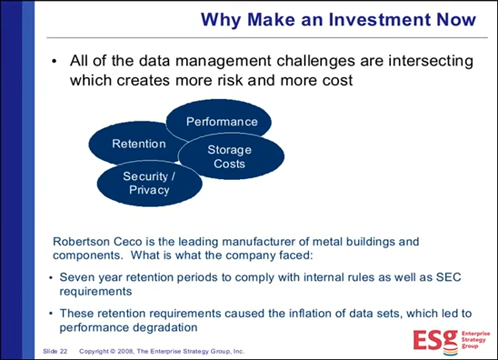 Why Make an Investment Now
• All of the data management challenges are intersecting
which creates more risk and more cost
Performance
Retention
Storage
Costs
Security /
Privacy
Robertson Ceco is the leading manufacturer of metal buildings and
components.  What is what the company faced:
• Seven year retention periods to comply with internal rules as well as SEC
requirements
• These retention requirements caused the inflation of data sets, which led to
performance degradation
ESG Enterprise
Strategy
Group
Slide 22 Copyright © 2008, The Enterprise Strategy Group, Inc.